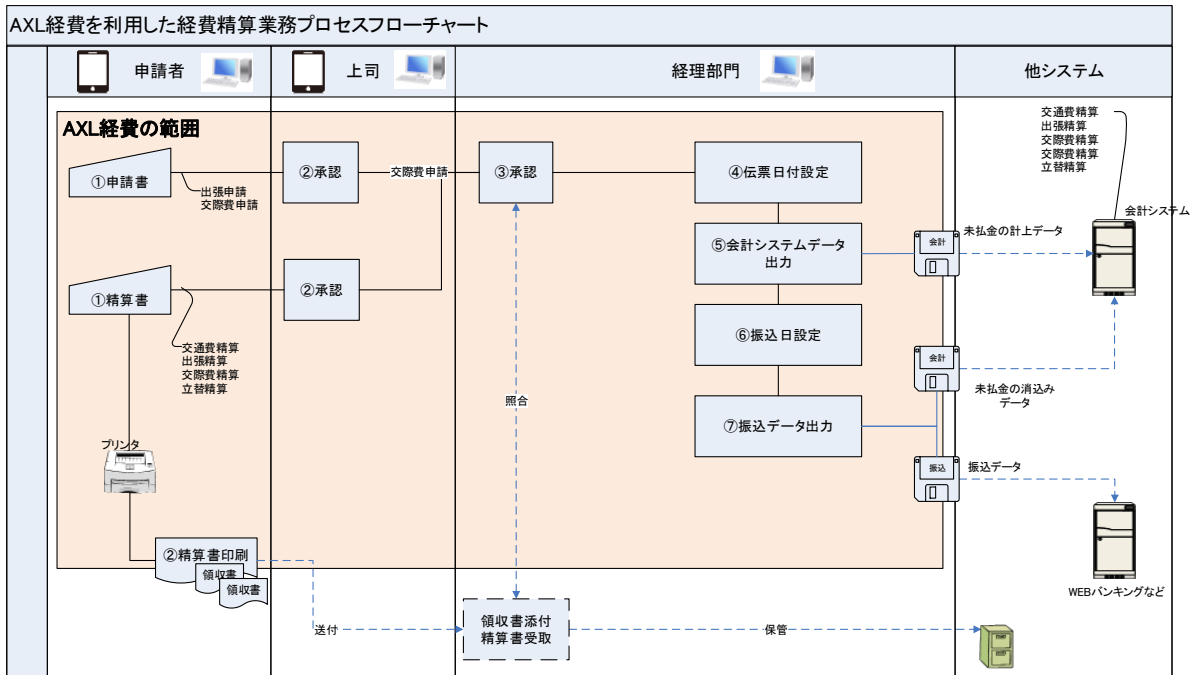 AXL経費を利用した経費精算業務プロセスフローチャート
申請者
上司
経理部門
他システム
AXL経費の範囲
①申請書
出張申請
交際費申請
②承認
交際費申請
③承認
④伝票日付設定
交通費精算
出張精算
交際費精算
交際費精算
立替精算
会計システム
⑤会計システムデータ
出力
会計
未払金の計上データ
①精算書
②承認
交通費精算
出張精算
交際費精算
立替精算
⑥振込日設定
会計
未払金の消込み
データ
照合
⑦振込データ出力
プリンタ
振込
振込データ
②精算書印刷
領収書
領収書
WEBバンキングなど
送付
領収書添付
精算書受取
保管